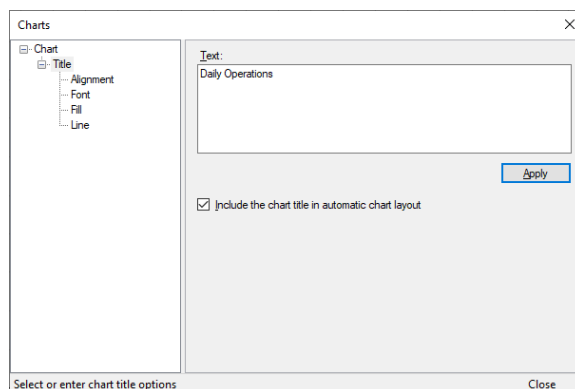 Charts
Chart
Title
Alignment
Font
Fill
Line
Text:
Daily Operations
Apply
Include the chart title in automatic chart layout
Select or enter chart title options
Close